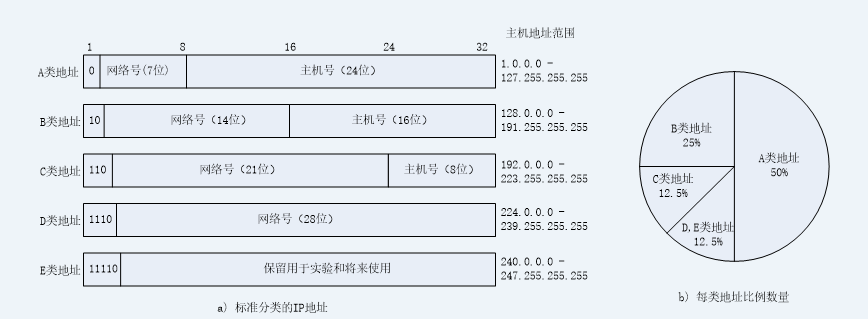 主机地址范围
1 8 16 24 32
A类地址 0 网络号(7位) 主机号（24位） 1.0.0.0 -
127.255.255.255
B类地址 10 网络号（14位） 主机号（16位） 128.0.0.0 -
191.255.255.255
C类地址 110 网络号（21位） 主机号（8位） 192.0.0.0 -
223.255.255.255
D类地址 1110 网络号（28位） 224.0.0.0 -
239.255.255.255
E类地址 11110 保留用于实验和将来使用 240.0.0.0 -
247.255.255.255
a) 标准分类的IP地址
B类地址
25%
A类地址
50%
C类地址
12.5%
D,E类地址
12.5%
b) 每类地址比例数量